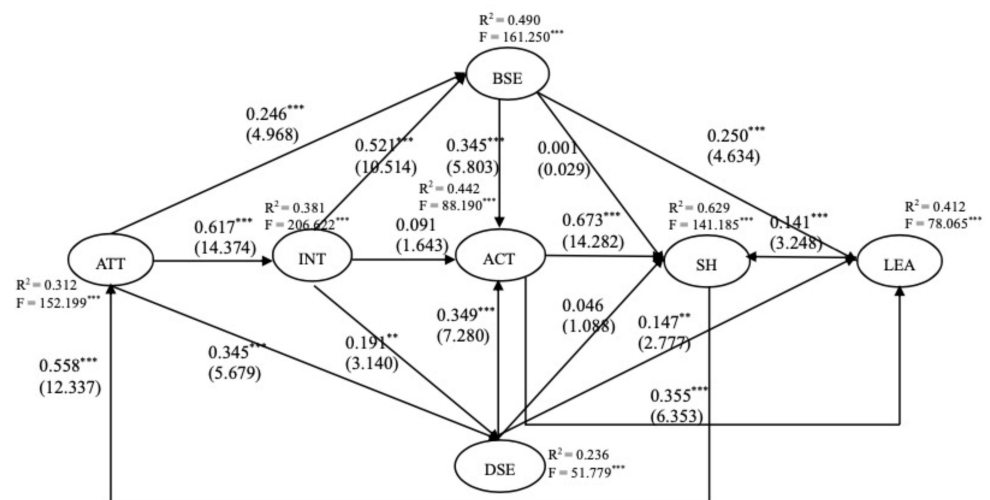 R² = 0.490
F = 161.250***
BSE
0.246***
(4.968)
0.521***
(10.514)
0.345***
(5.803)
0.001
(0.029)
0.250***
(4.634)
R² = 0.442
F = 88.190***
R² = 0.381
F = 206.622***
R² = 0.629
F = 141.185***
R² = 0.412
F = 78.065***
0.617***
(14.374)
0.091
(1.643)
0.673***
(14.282)
0.141***
(3.248)
ATT
INT
ACT
SH
LEA
R² = 0.312
F = 152.199***
0.558***
(12.337)
0.345***
(5.679)
0.191**
(3.140)
0.349***
(7.280)
0.046
(1.088)
0.147**
(2.777)
0.355***
(6.353)
DSE
R² = 0.236
F = 51.779***